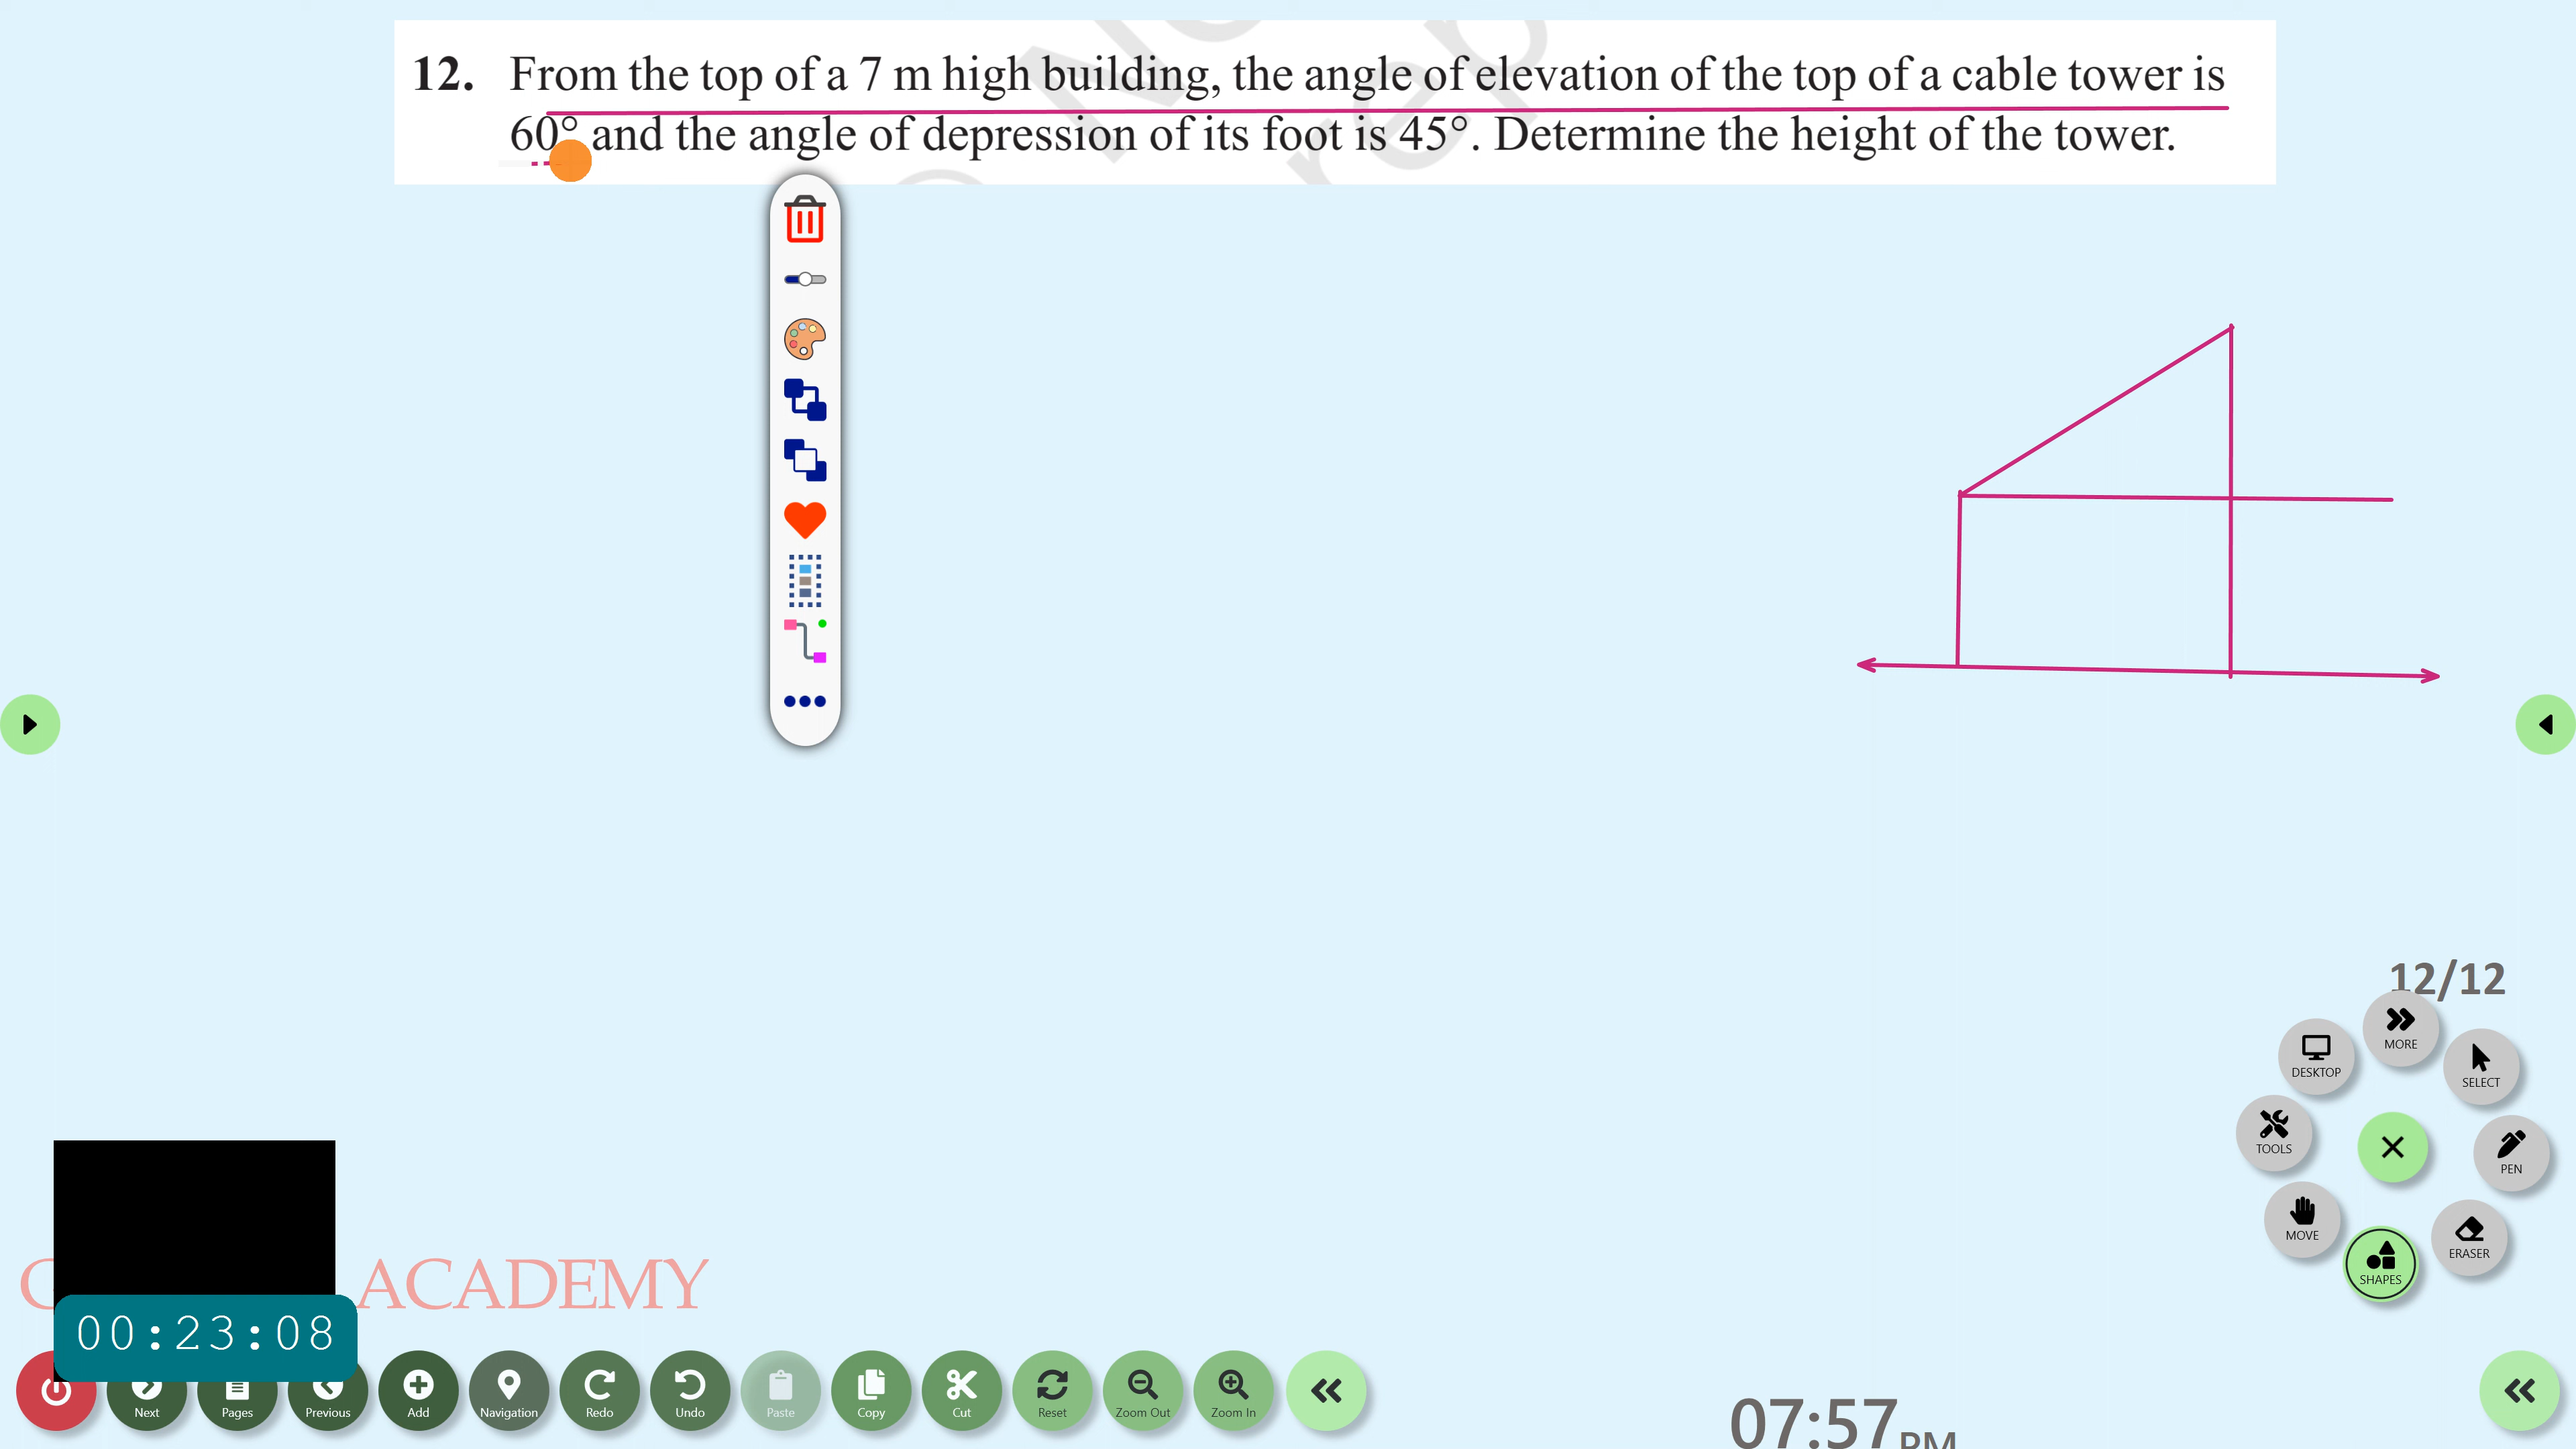 12. From the top of a 7 m high building, the angle of elevation of the top of a cable tower is
60° and the angle of depression of its foot is 45°. Determine the height of the tower.
12/12
MORE
DESKTOP
SELECT
TOOLS
PEN
MOVE
ERASER
SHAPES
ACADEMY
00:23:08
Next
Pages
Previous
Add
Navigation
Redo
Undo
Paste
Copy
Cut
Reset
Zoom Out
Zoom In
07:57 PM